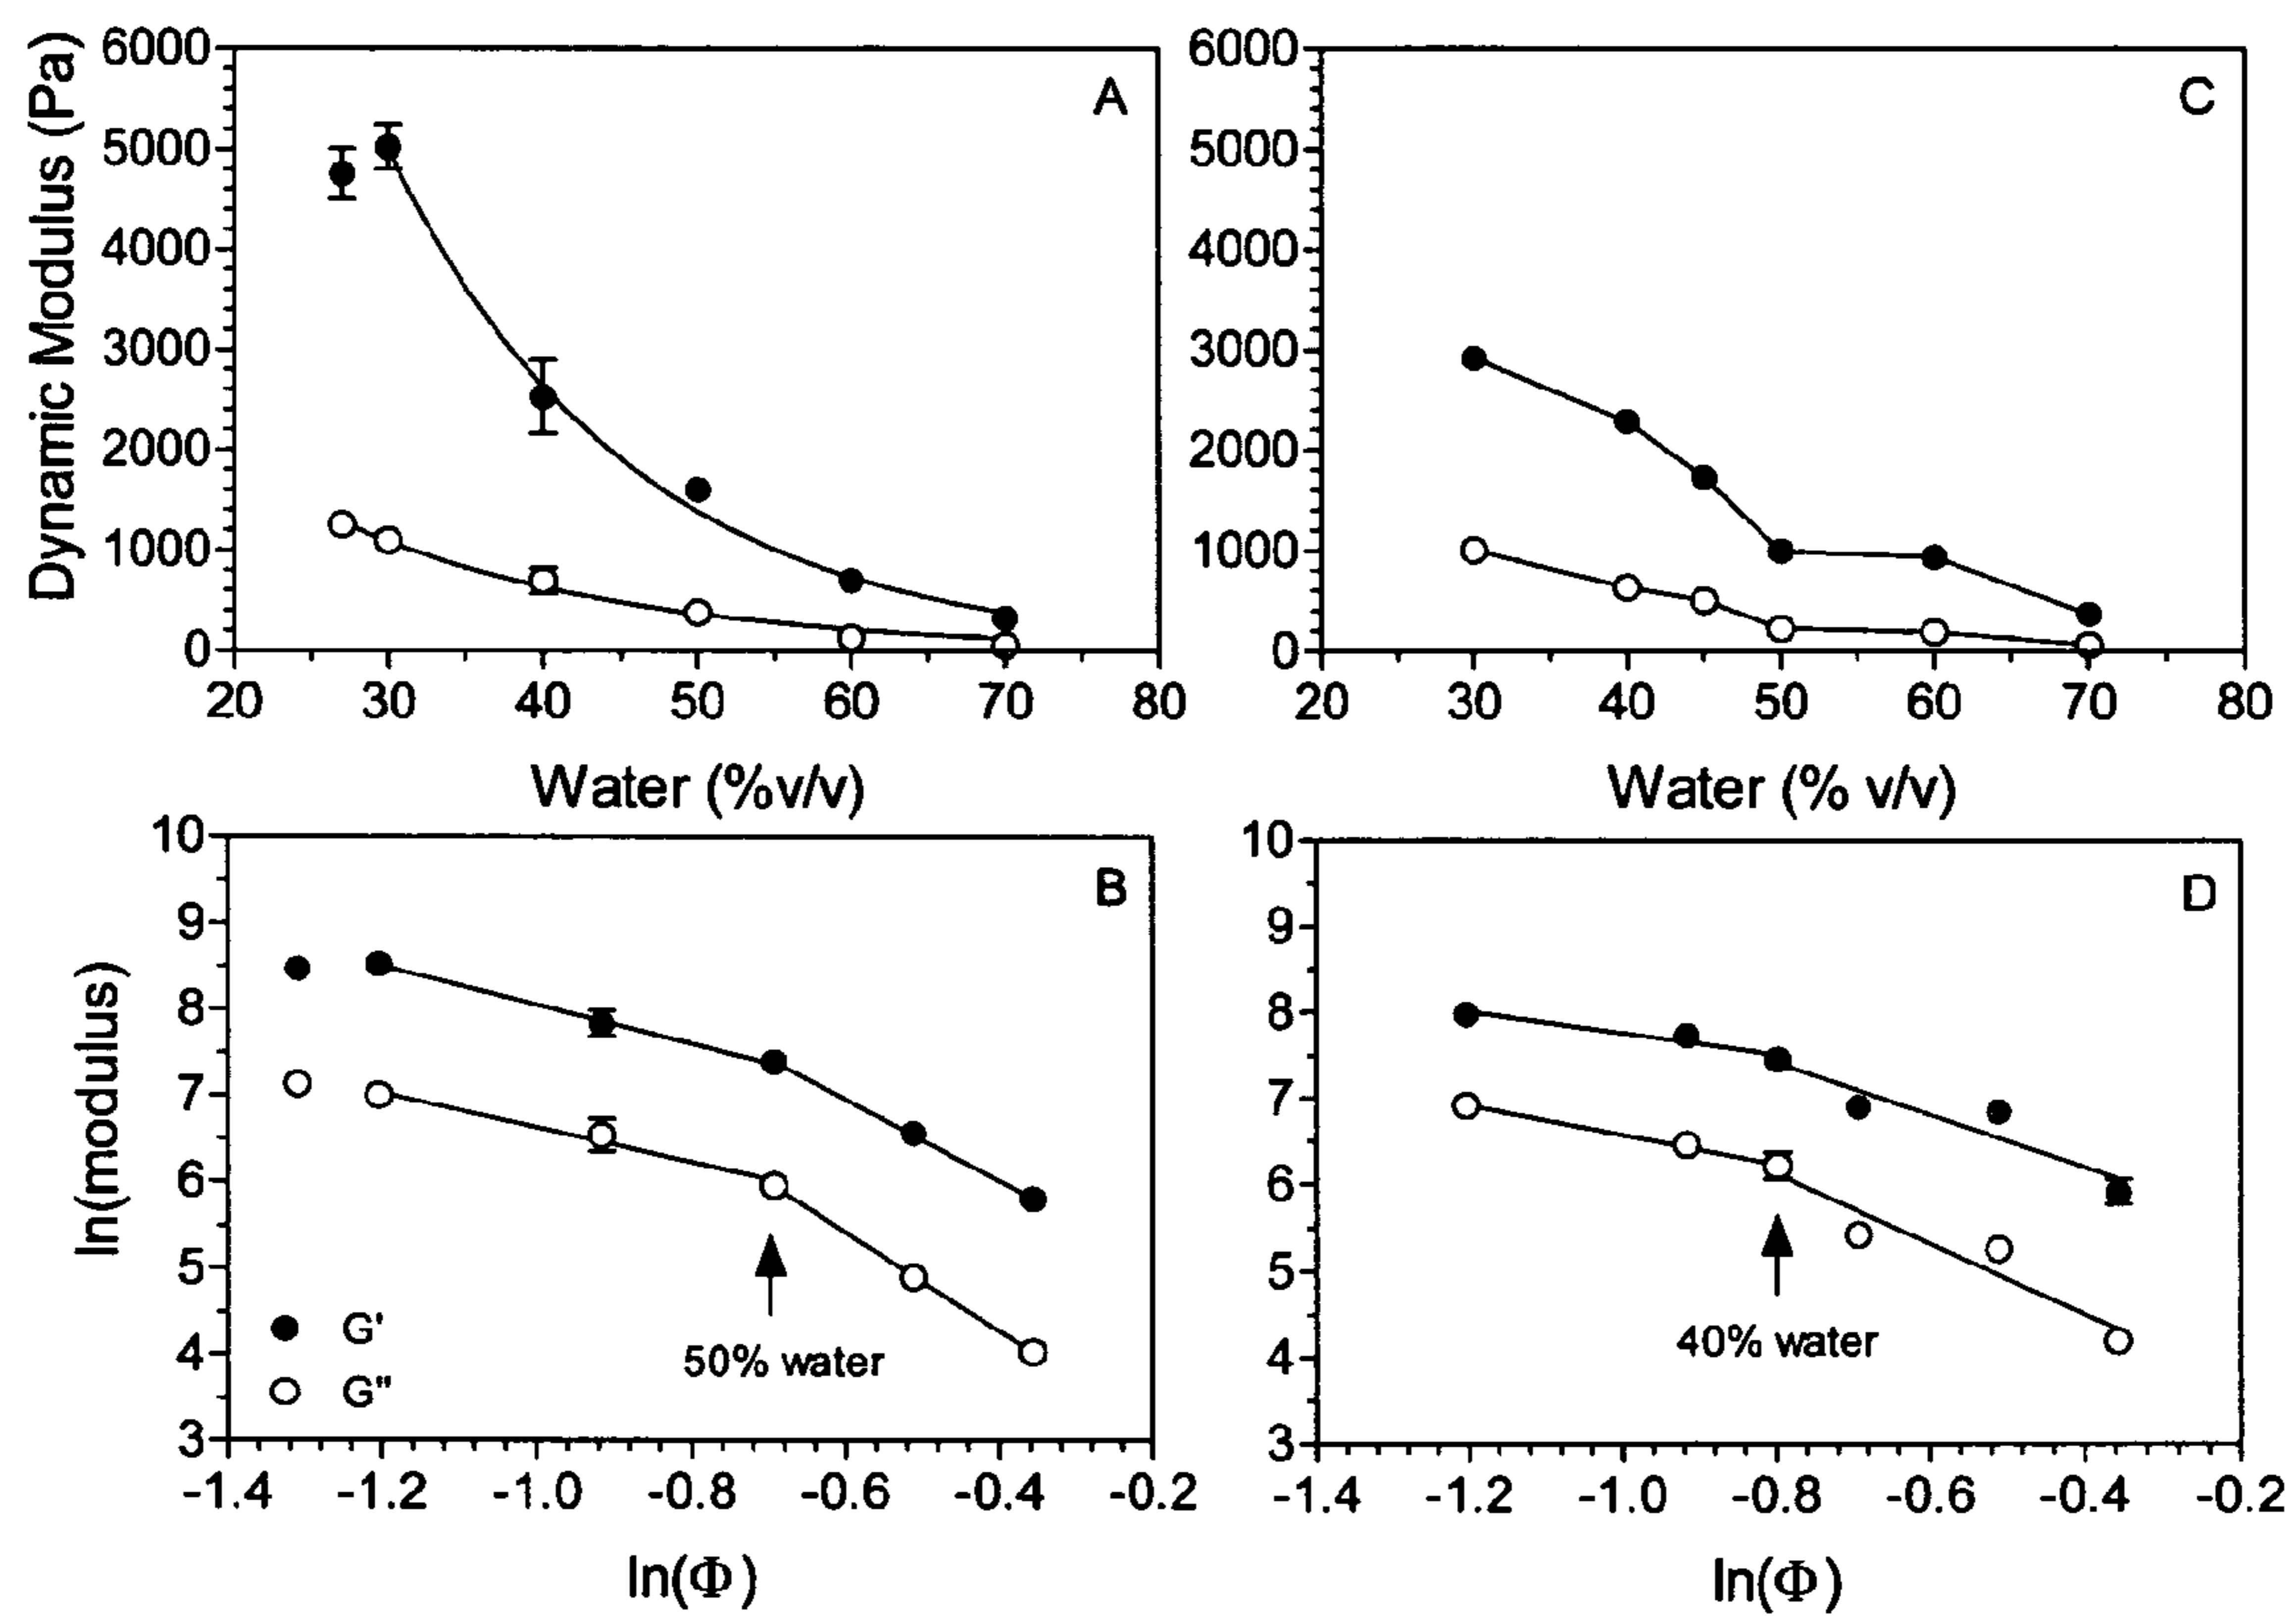 Dynamic Modulus (Pa)
6000
5000
4000
3000
2000
1000
0
A
20 30 40 50 60 70 80
Water (%v/v)
6000
5000
4000
3000
2000
1000
0
C
20 30 40 50 60 70 80
Water (% v/v)
ln(modulus)
10
9
8
7
6
5
4
3
B
G'
G"
50% water
-1.4 -1.2 -1.0 -0.8 -0.6 -0.4 -0.2
ln(Φ)
10
9
8
7
6
5
4
3
D
40% water
-1.4 -1.2 -1.0 -0.8 -0.6 -0.4 -0.2
ln(Φ)